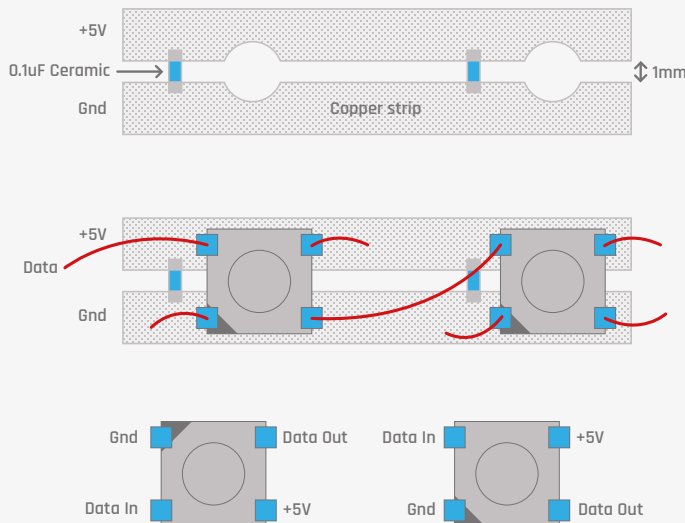 +5V
0.1uF Ceramic
1mm
Gnd
Copper strip
+5V
Data
Gnd
Gnd
Data Out
Data In
+5V
Data In
+5V
Gnd
Data Out